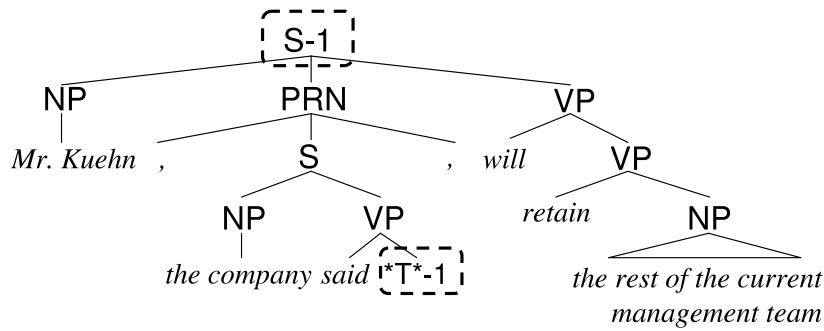 S-1
NP PRN VP
Mr. Kuehn , S , will VP
NP VP retain NP
the company said *T*-1 the rest of the current
management team